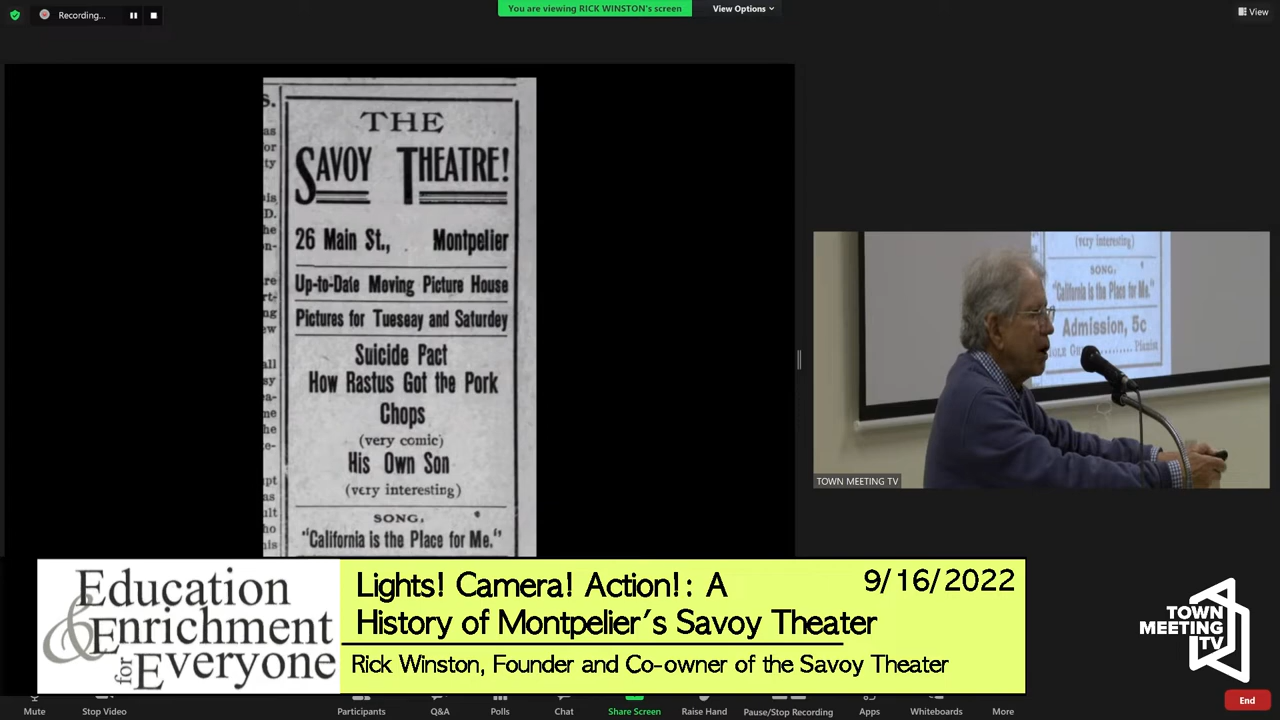 Recording...
You are viewing RICK WINSTON's screen
View Options
View
THE
SAVOY THEATRE!
26 Main St., Montpelier
Up-to-Date Moving Picture House
Pictures for Tueseay and Saturdey
Suicide Pact
How Rastus Got the Pork
Chops
(very comic)
His Own Son
(very interesting)
SONG,
"California is the Place for Me."
(very interesting)
SONG,
"California is the Place for Me."
Admission, 5c
Pianist
TOWN MEETING TV
Education
& Enrichment
for Everyone
Lights! Camera! Action!: A
History of Montpelier's Savoy Theater
9/16/2022
Rick Winston, Founder and Co-owner of the Savoy Theater
TOWN
MEETING
TV
Mute
Stop Video
Participants
Q&A
Polls
Chat
Share Screen
Raise Hand
Pause/Stop Recording
Apps
Whiteboards
More
End